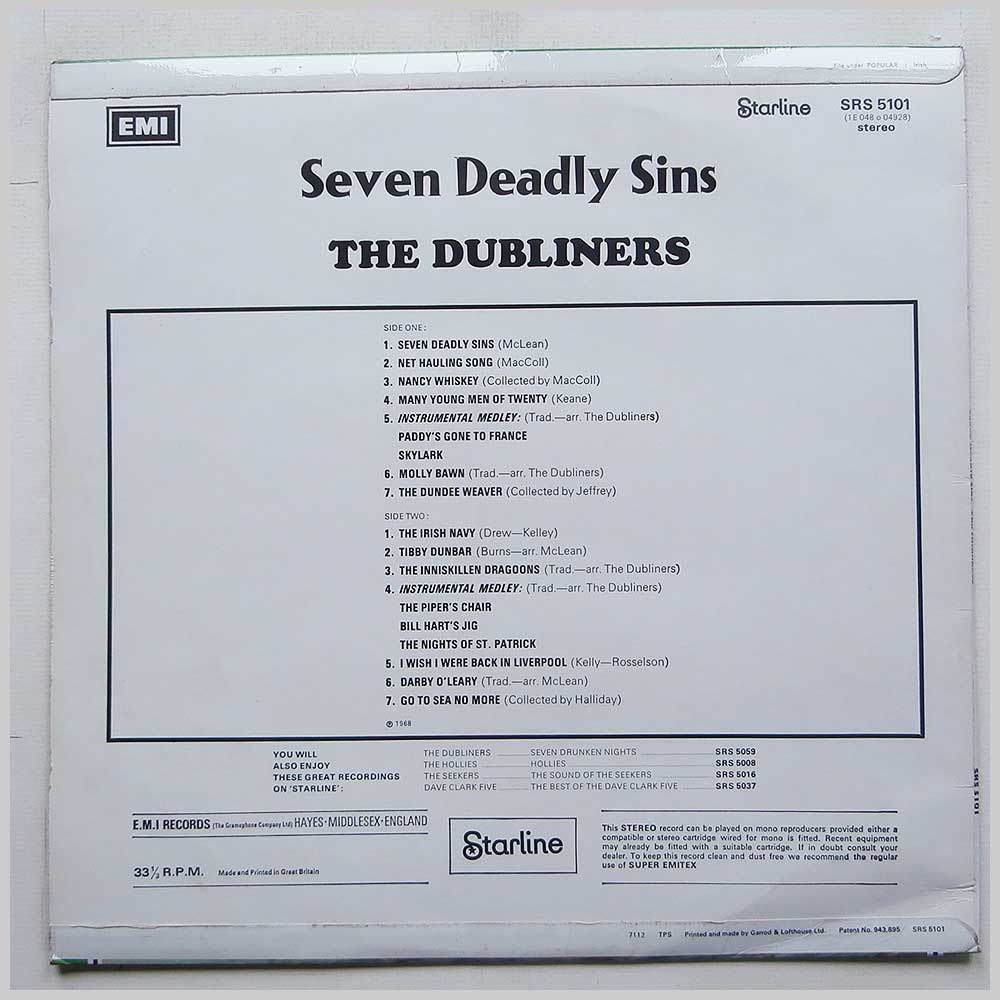 File under POPULAR : Irish
EMI
Starline
SRS 5101
(1E 048 o 04928)
stereo
Seven Deadly Sins
THE DUBLINERS
SIDE ONE:
1. SEVEN DEADLY SINS (McLean)
2. NET HAULING SONG (MacColl)
3. NANCY WHISKEY (Collected by MacColl)
4. MANY YOUNG MEN OF TWENTY (Keane)
5. INSTRUMENTAL MEDLEY: (Trad.—arr. The Dubliners)
PADDY'S GONE TO FRANCE
SKYLARK
6. MOLLY BAWN (Trad.—arr. The Dubliners)
7. THE DUNDEE WEAVER (Collected by Jeffrey)
SIDE TWO:
1. THE IRISH NAVY (Drew—Kelley)
2. TIBBY DUNBAR (Burns—arr. McLean)
3. THE INNISKILLEN DRAGOONS (Trad.—arr. The Dubliners)
4. INSTRUMENTAL MEDLEY: (Trad.—arr. The Dubliners)
THE PIPER'S CHAIR
BILL HART'S JIG
THE NIGHTS OF ST. PATRICK
5. I WISH I WERE BACK IN LIVERPOOL (Kelly—Rosselson)
6. DARBY O'LEARY (Trad.—arr. McLean)
7. GO TO SEA NO MORE (Collected by Halliday)
℗ 1968
YOU WILL
ALSO ENJOY
THESE GREAT RECORDINGS
ON 'STARLINE':
THE DUBLINERS SEVEN DRUNKEN NIGHTS SRS 5059
THE HOLLIES HOLLIES SRS 5008
THE SEEKERS THE SOUND OF THE SEEKERS SRS 5016
DAVE CLARK FIVE THE BEST OF THE DAVE CLARK FIVE SRS 5037
SRS 5101
E.M.I RECORDS (The Gramophone Company Ltd) HAYES·MIDDLESEX·ENGLAND
33⅓ R.P.M. Made and Printed in Great Britain
Starline
This STEREO record can be played on mono reproducers provided either a
compatible or stereo cartridge wired for mono is fitted. Recent equipment
may already be fitted with a suitable cartridge. If in doubt consult your
dealer. To keep this record clean and dust free we recommend the regular
use of SUPER EMITEX
7112 TPS Printed and made by Garrod & Lofthouse Ltd. Patent No. 943,895 SRS 5101